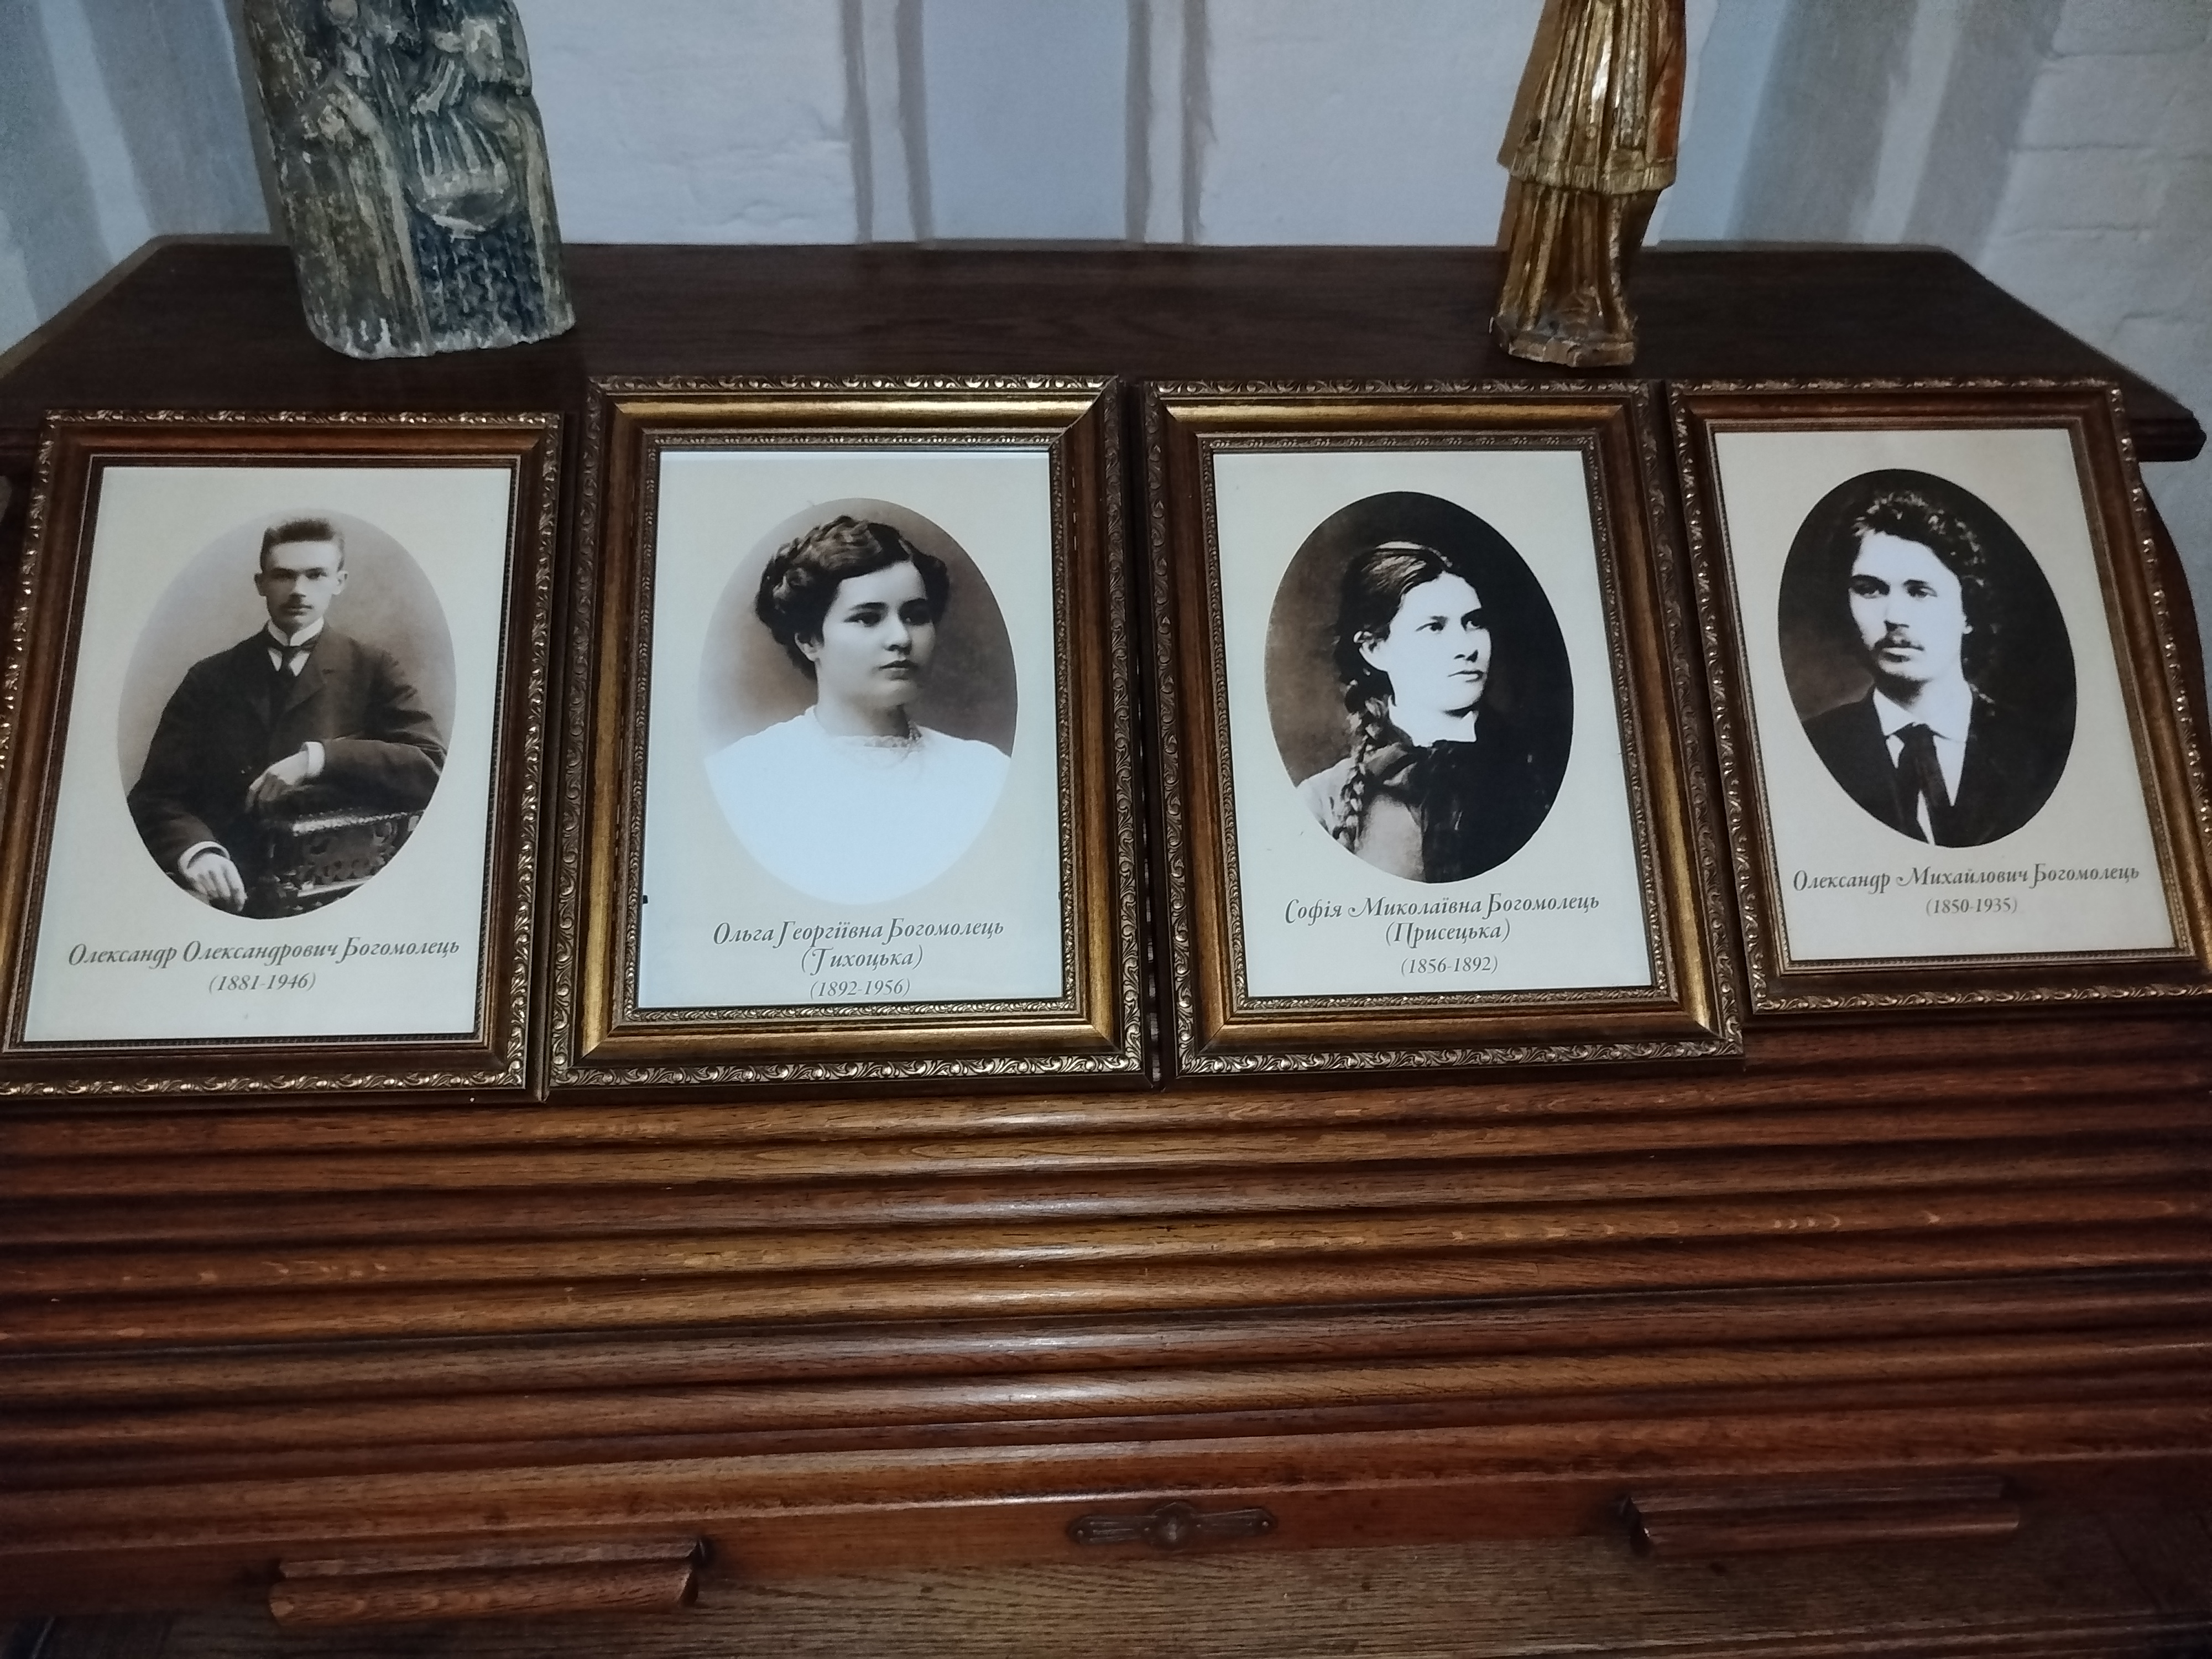 Олександр Олександрович Богомолець
(1881-1946)
Ольга Георгіївна Богомолець
(Тихоцька)
(1892-1956)
Софія Миколаївна Богомолець
(Присецька)
(1856-1892)
Олександр Михайлович Богомолець
(1850-1935)